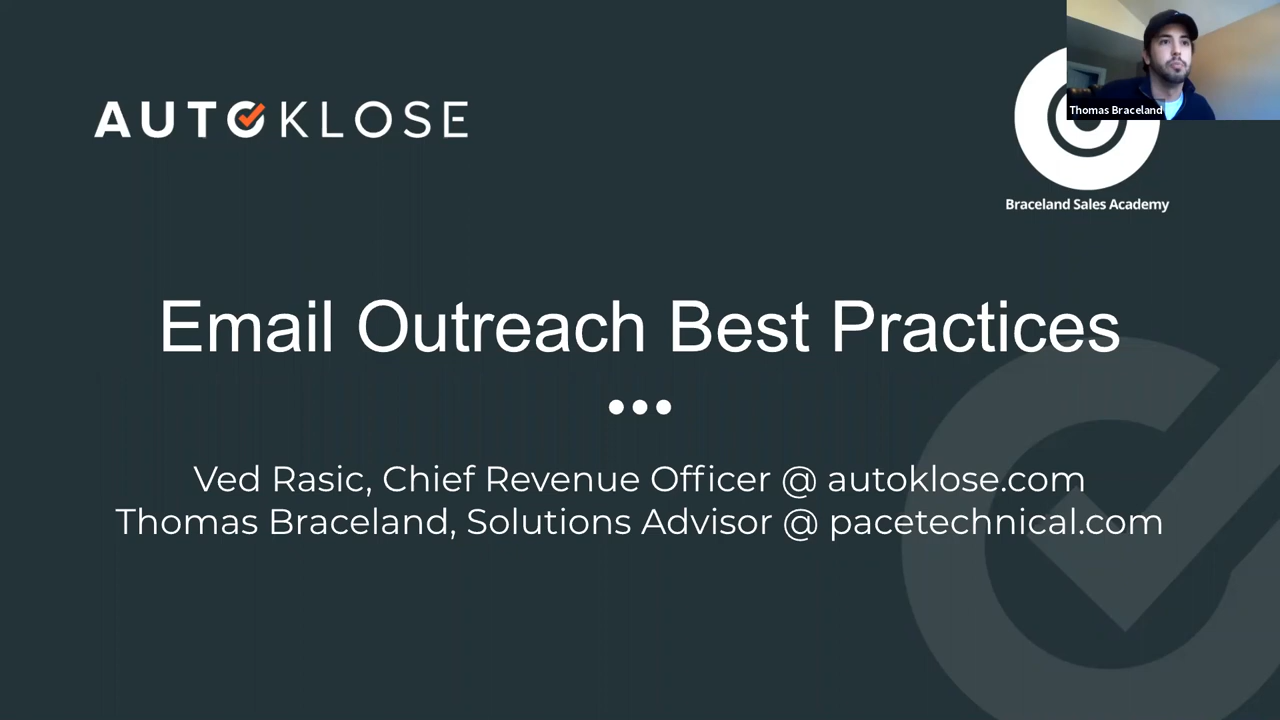 AUTOKLOSE
Thomas Braceland
Braceland Sales Academy
Email Outreach Best Practices
Ved Rasic, Chief Revenue Officer @ autoklose.com
Thomas Braceland, Solutions Advisor @ pacetechnical.com